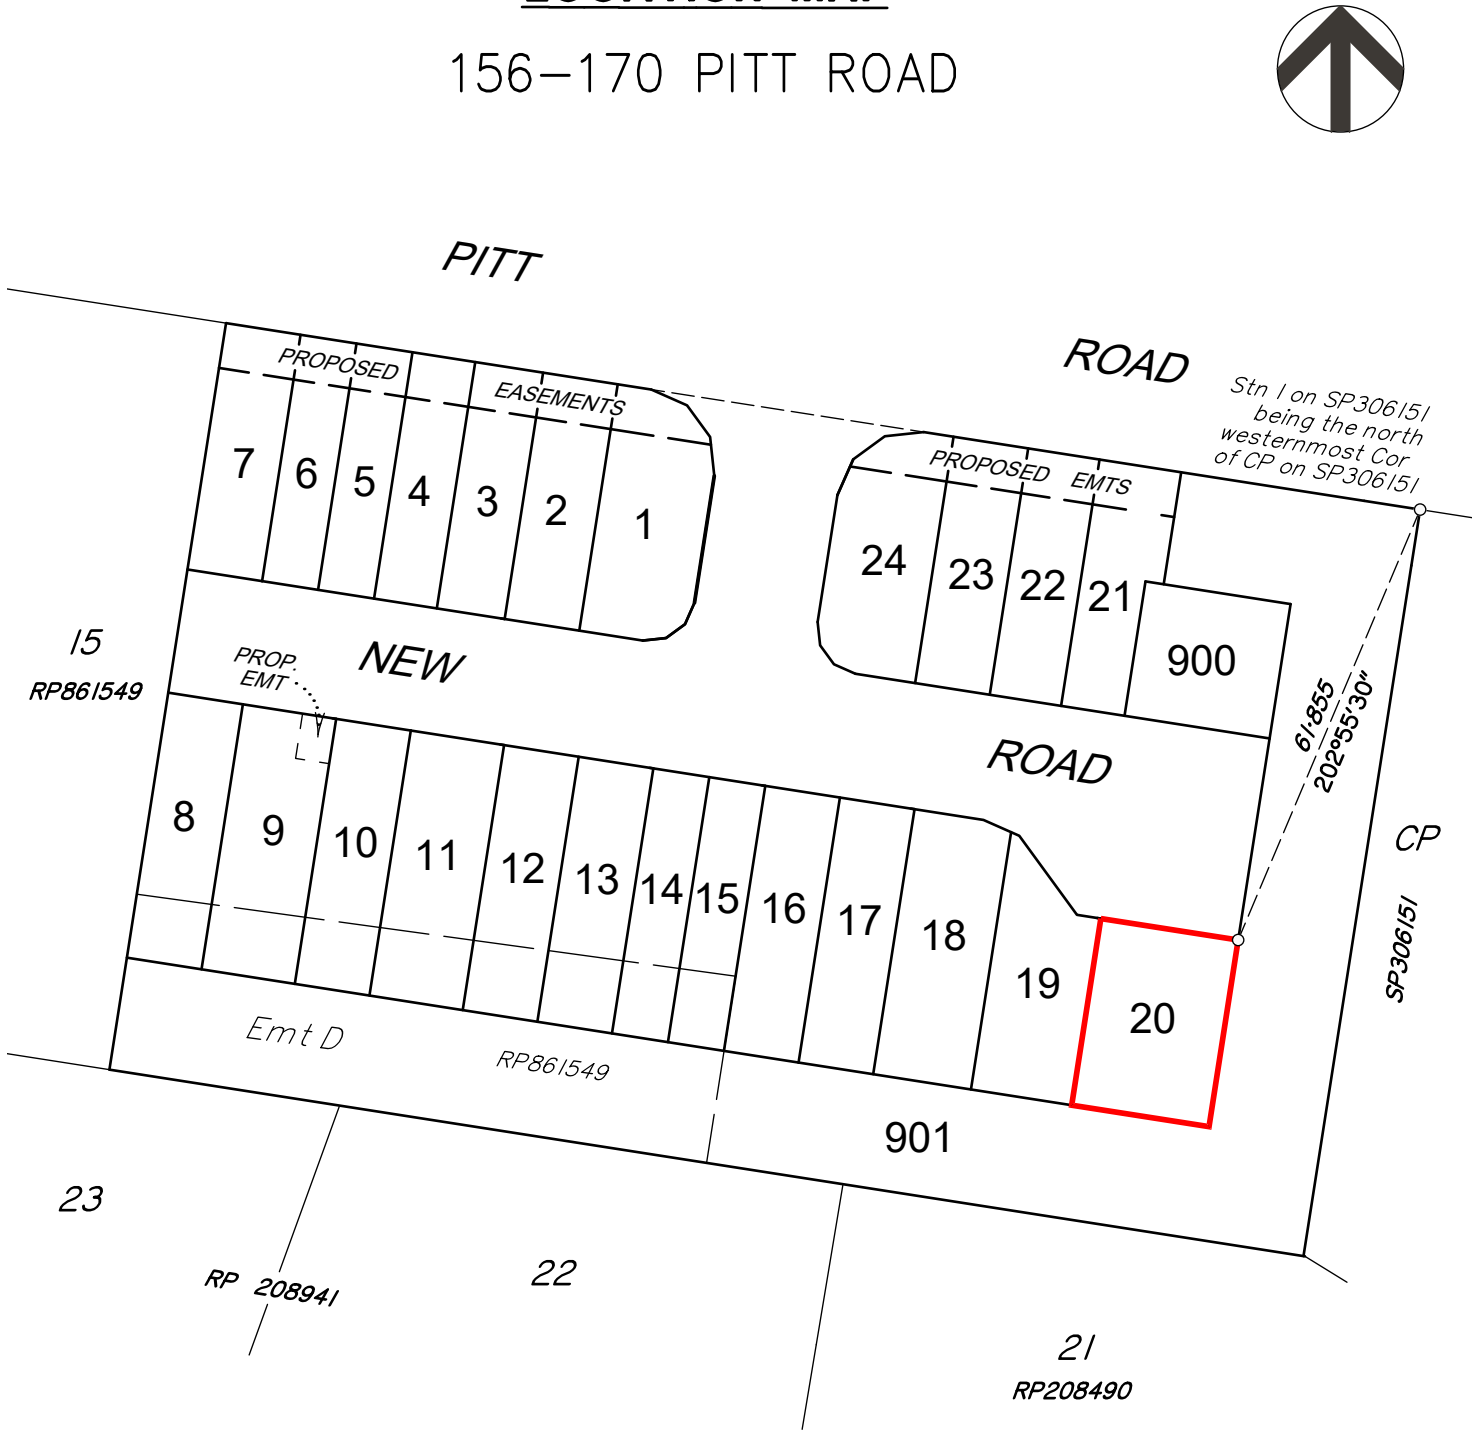 LOCATION MAP
156-170 PITT ROAD
PITT
ROAD
Stn 1 on SP306151
being the north
westernmost Cor
of CP on SP306151
PROPOSED
EASEMENTS
PROPOSED EMTS
7
6
5
4
3
2
1
24
23
22
21
900
15
RP861549
PROP.
EMT
NEW
ROAD
61·855
202°55'30"
8
9
10
11
12
13
14
15
16
17
18
19
20
CP
SP306151
Emt D
RP861549
901
23
RP 208941
22
21
RP208490